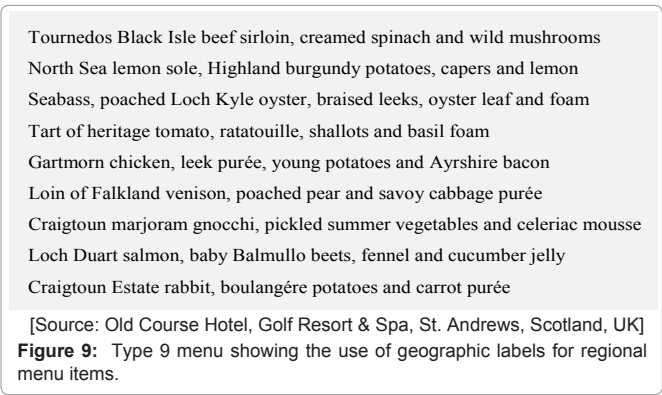 Tournedos Black Isle beef sirloin, creamed spinach and wild mushrooms
North Sea lemon sole, Highland burgundy potatoes, capers and lemon
Seabass, poached Loch Kyle oyster, braised leeks, oyster leaf and foam
Tart of heritage tomato, ratatouille, shallots and basil foam
Gartmorn chicken, leek purée, young potatoes and Ayrshire bacon
Loin of Falkland venison, poached pear and savoy cabbage purée
Craigtoun marjoram gnocchi, pickled summer vegetables and celeriac mousse
Loch Duart salmon, baby Balmullo beets, fennel and cucumber jelly
Craigtoun Estate rabbit, boulangére potatoes and carrot purée
[Source: Old Course Hotel, Golf Resort & Spa, St. Andrews, Scotland, UK]
Figure 9: Type 9 menu showing the use of geographic labels for regional
menu items.